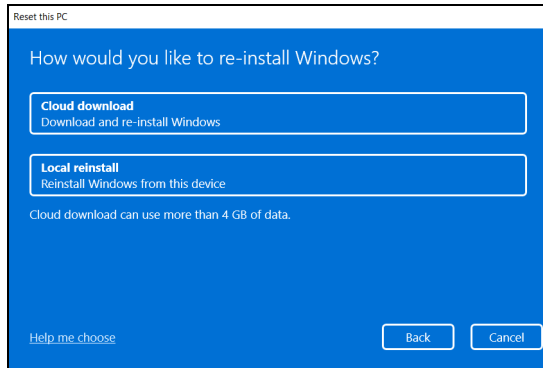 Reset this PC
How would you like to re-install Windows?
Cloud download
Download and re-install Windows
Local reinstall
Reinstall Windows from this device
Cloud download can use more than 4 GB of data.
Help me choose
Back
Cancel